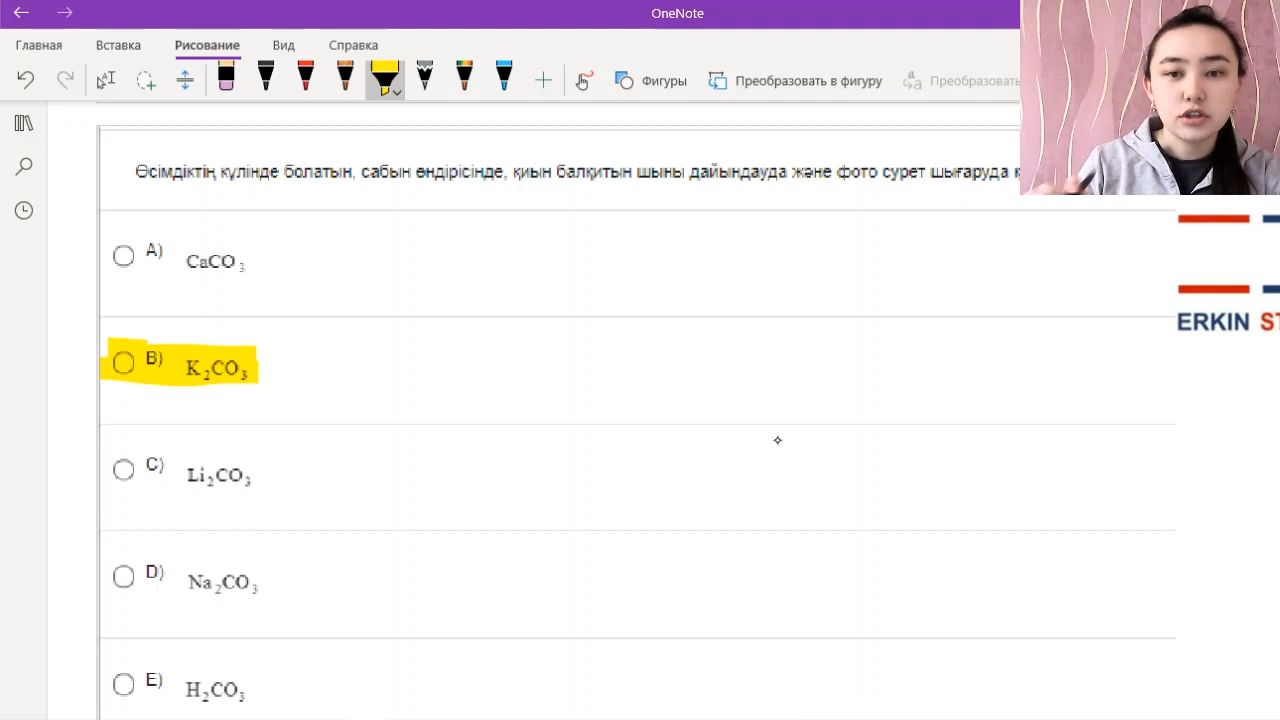 OneNote
Главная Вставка Рисование Вид Справка
Фигуры Преобразовать в фигуру Преобразовать
Өсімдіктің күлінде болатын, сабын өндірісінде, қиын балқитын шыны дайындауда және фото сурет шығаруда
A) CaCO3
B) K2CO3
C) Li2CO3
D) Na2CO3
E) H2CO3
ERKIN ST